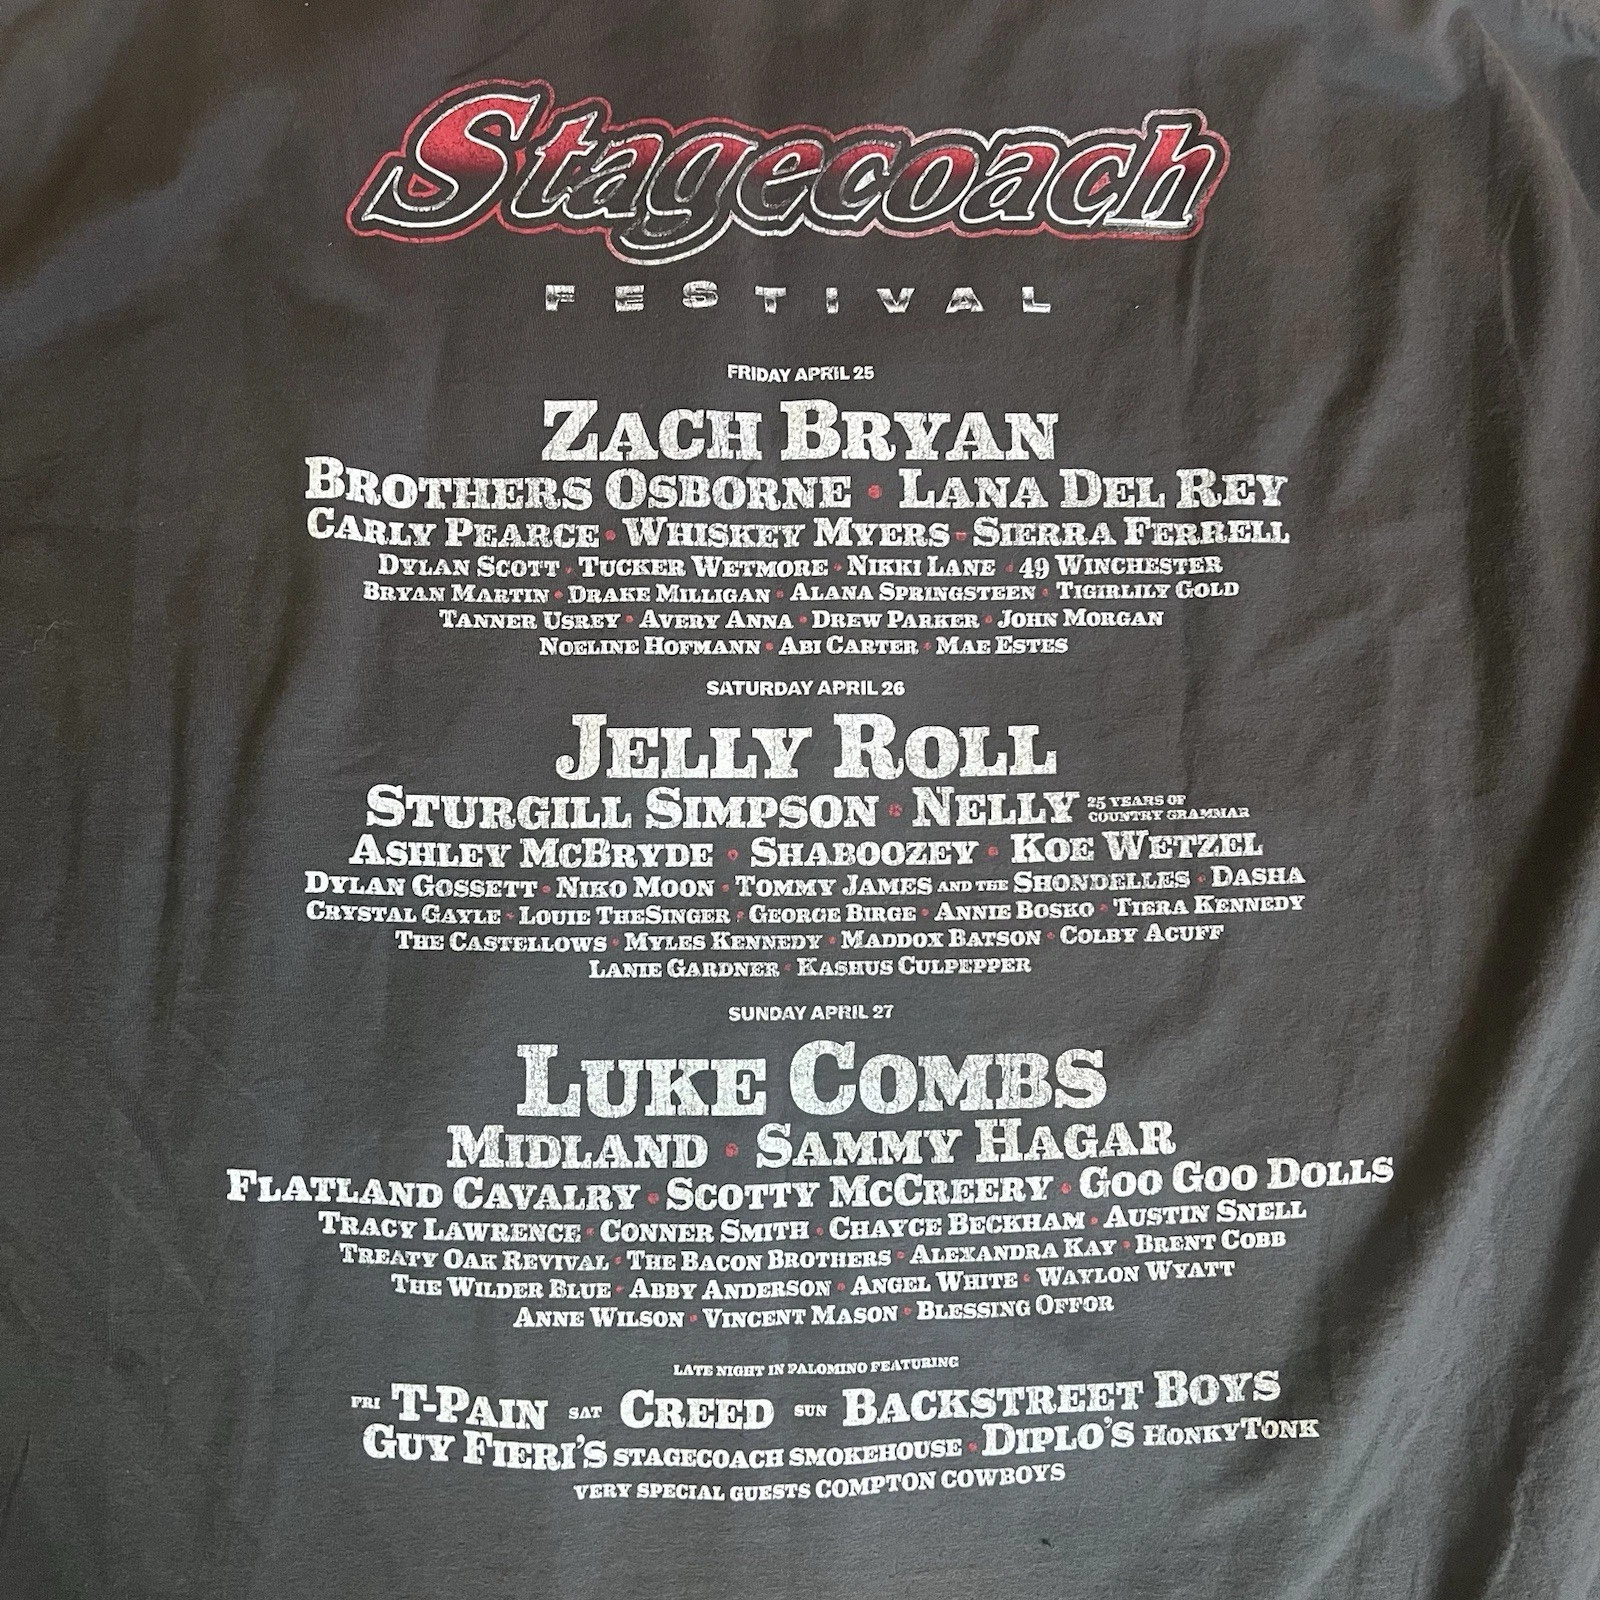 Stagecoach
FESTIVAL
FRIDAY APRIL 25
ZACH BRYAN
BROTHERS OSBORNE • LANA DEL REY
CARLY PEARCE • WHISKEY MYERS • SIERRA FERRELL
DYLAN SCOTT • TUCKER WETMORE • NIKKI LANE • 49 WINCHESTER
BRYAN MARTIN • DRAKE MILLIGAN • ALANA SPRINGSTEEN • TIGIRLILY GOLD
TANNER USREY • AVERY ANNA • DREW PARKER • JOHN MORGAN
NOELINE HOFMANN • ABI CARTER • MAE ESTES
SATURDAY APRIL 26
JELLY ROLL
STURGILL SIMPSON • NELLY 25 YEARS OF COUNTRY GRAMMAR
ASHLEY MCBRYDE • SHABOOZEY • KOE WETZEL
DYLAN GOSSETT • NIKO MOON • TOMMY JAMES AND THE SHONDELLES • DASHA
CRYSTAL GAYLE • LOUIE THESINGER • GEORGE BIRGE • ANNIE BOSKO • TIERA KENNEDY
THE CASTELLOWS • MYLES KENNEDY • MADDOX BATSON • COLBY ACUFF
LANIE GARDNER • KASHUS CULPEPPER
SUNDAY APRIL 27
LUKE COMBS
MIDLAND • SAMMY HAGAR
FLATLAND CAVALRY • SCOTTY MCCREERY • GOO GOO DOLLS
TRACY LAWRENCE • CONNER SMITH • CHAYCE BECKHAM • AUSTIN SNELL
TREATY OAK REVIVAL • THE BACON BROTHERS • ALEXANDRA KAY • BRENT COBB
THE WILDER BLUE • ABBY ANDERSON • ANGEL WHITE • WAYLON WYATT
ANNE WILSON • VINCENT MASON • BLESSING OFFOR
LATE NIGHT IN PALOMINO FEATURING
FRI T-PAIN SAT CREED SUN BACKSTREET BOYS
GUY FIERI'S STAGECOACH SMOKEHOUSE • DIPLO'S HONKYTONK
VERY SPECIAL GUESTS COMPTON COWBOYS